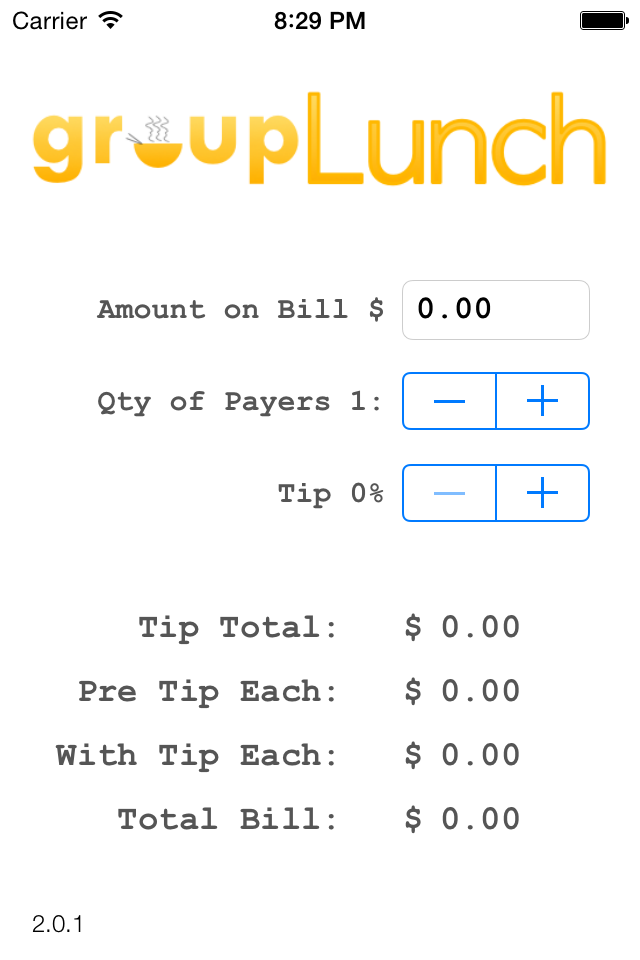 Carrier 8:29 PM
groupLunch
Amount on Bill $ 0.00
Qty of Payers 1:
Tip 0%
Tip Total: $ 0.00
Pre Tip Each: $ 0.00
With Tip Each: $ 0.00
Total Bill: $ 0.00
2.0.1